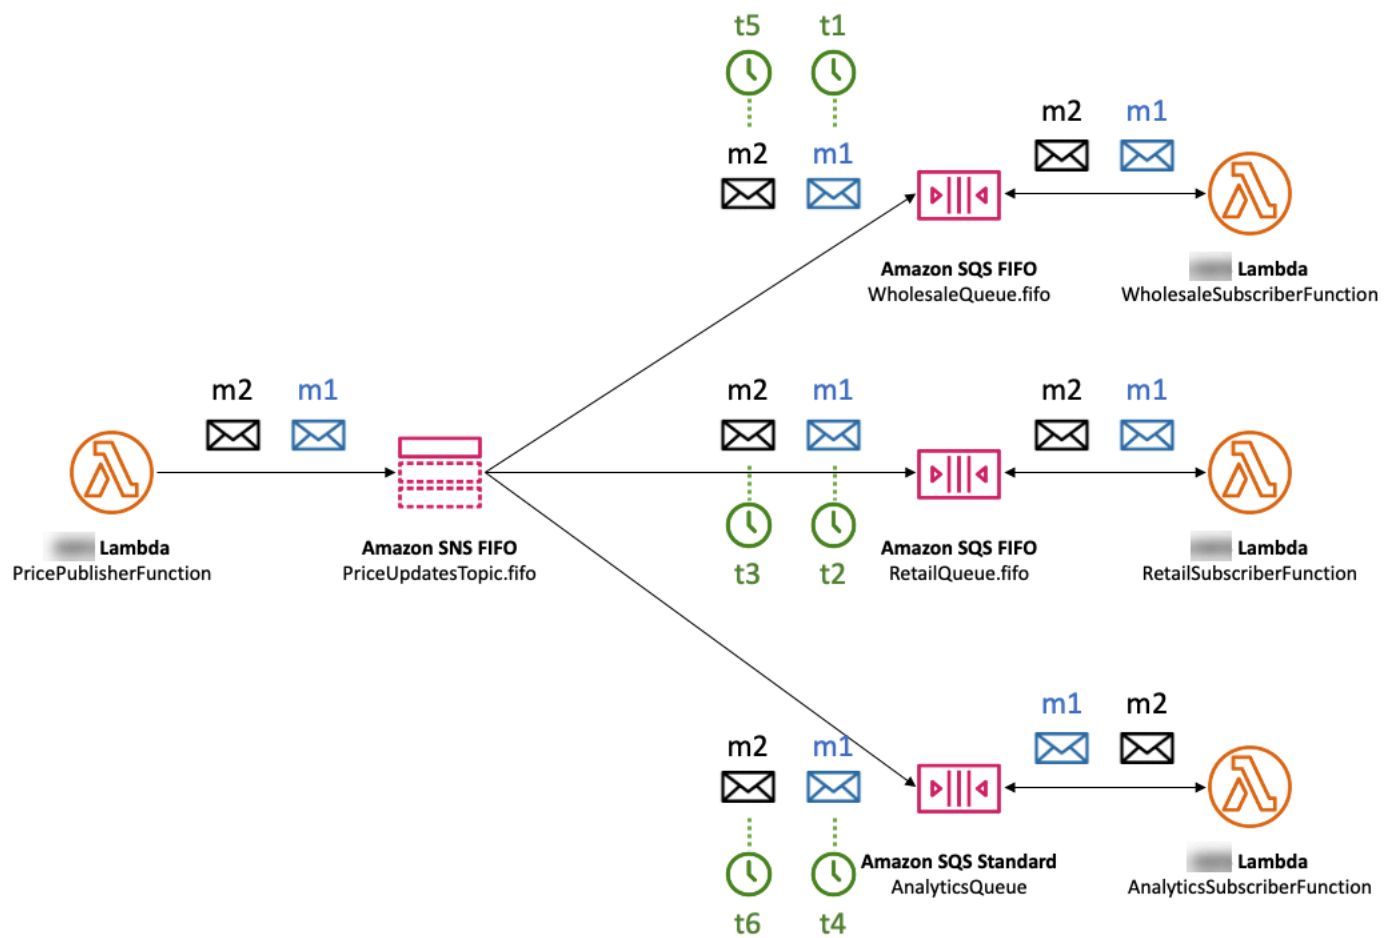 t5 t1
m2 m1
m2 m1
Amazon SQS FIFO
WholesaleQueue.fifo
Lambda
WholesaleSubscriberFunction
m2 m1
m2 m1
m2 m1
Lambda
PricePublisherFunction
Amazon SNS FIFO
PriceUpdatesTopic.fifo
t3 t2
Amazon SQS FIFO
RetailQueue.fifo
Lambda
RetailSubscriberFunction
m1 m2
m2 m1
t6 t4
Amazon SQS Standard
AnalyticsQueue
Lambda
AnalyticsSubscriberFunction